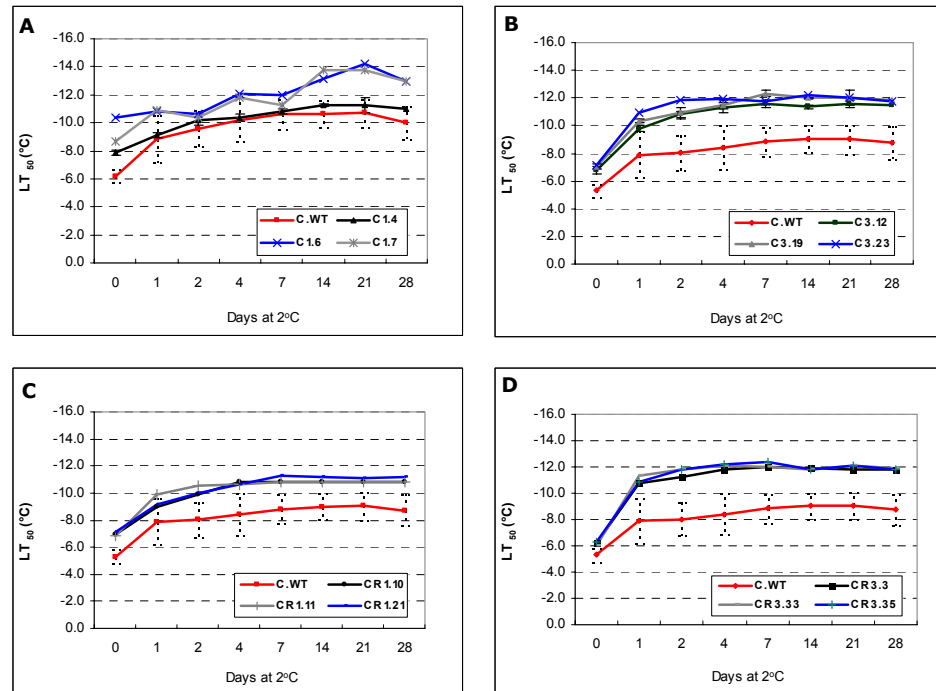 A
-16.0
-14.0
-12.0
-10.0
-8.0
-6.0
-4.0
-2.0
0.0
LT 50 (°C)
0 1 2 4 7 14 21 28
Days at 2°C
C.WT C1.4
C1.6 C1.7
B
-16.0
-14.0
-12.0
-10.0
-8.0
-6.0
-4.0
-2.0
0.0
LT 50 (°C)
0 1 2 4 7 14 21 28
Days at 2°C
C.WT C3.12
C3.19 C3.23
C
-16.0
-14.0
-12.0
-10.0
-8.0
-6.0
-4.0
-2.0
0.0
LT 50 (°C)
0 1 2 4 7 14 21 28
Days at 2°C
C.WT CR1.10
CR1.11 CR1.21
D
-16.0
-14.0
-12.0
-10.0
-8.0
-6.0
-4.0
-2.0
0.0
LT 50 (°C)
0 1 2 4 7 14 21 28
Days at 2°C
C.WT CR3.3
CR3.33 CR3.35